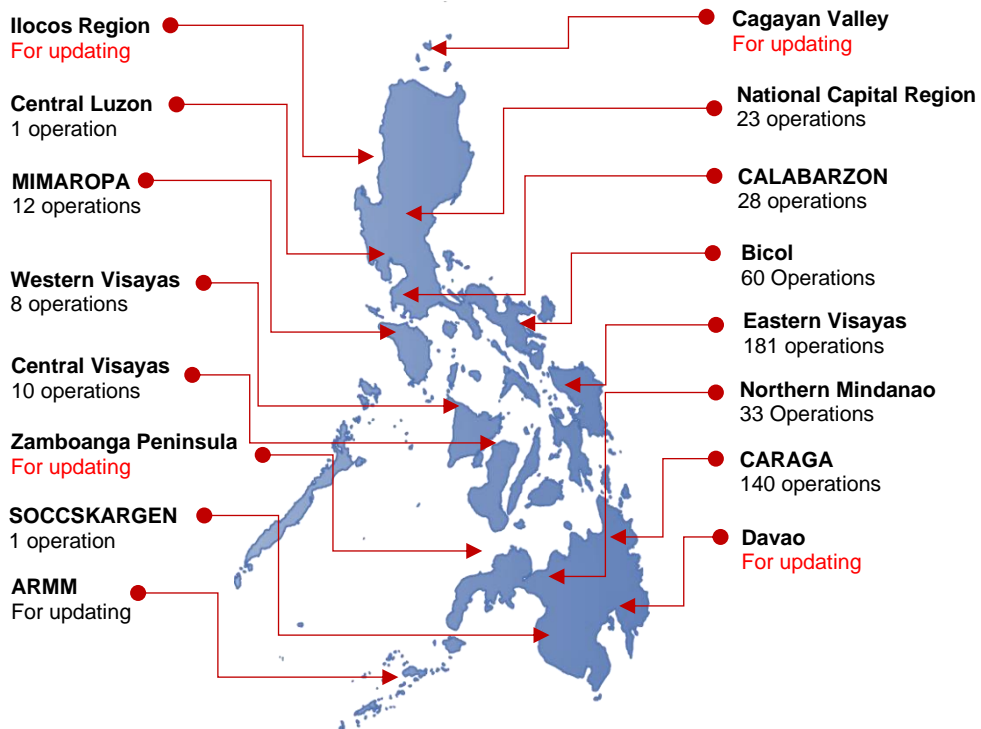 Ilocos Region
For updating
Central Luzon
1 operation
MIMAROPA
12 operations
Western Visayas
8 operations
Central Visayas
10 operations
Zamboanga Peninsula
For updating
SOCCSKARGEN
1 operation
ARMM
For updating
Cagayan Valley
For updating
National Capital Region
23 operations
CALABARZON
28 operations
Bicol
60 Operations
Eastern Visayas
181 operations
Northern Mindanao
33 Operations
CARAGA
140 operations
Davao
For updating